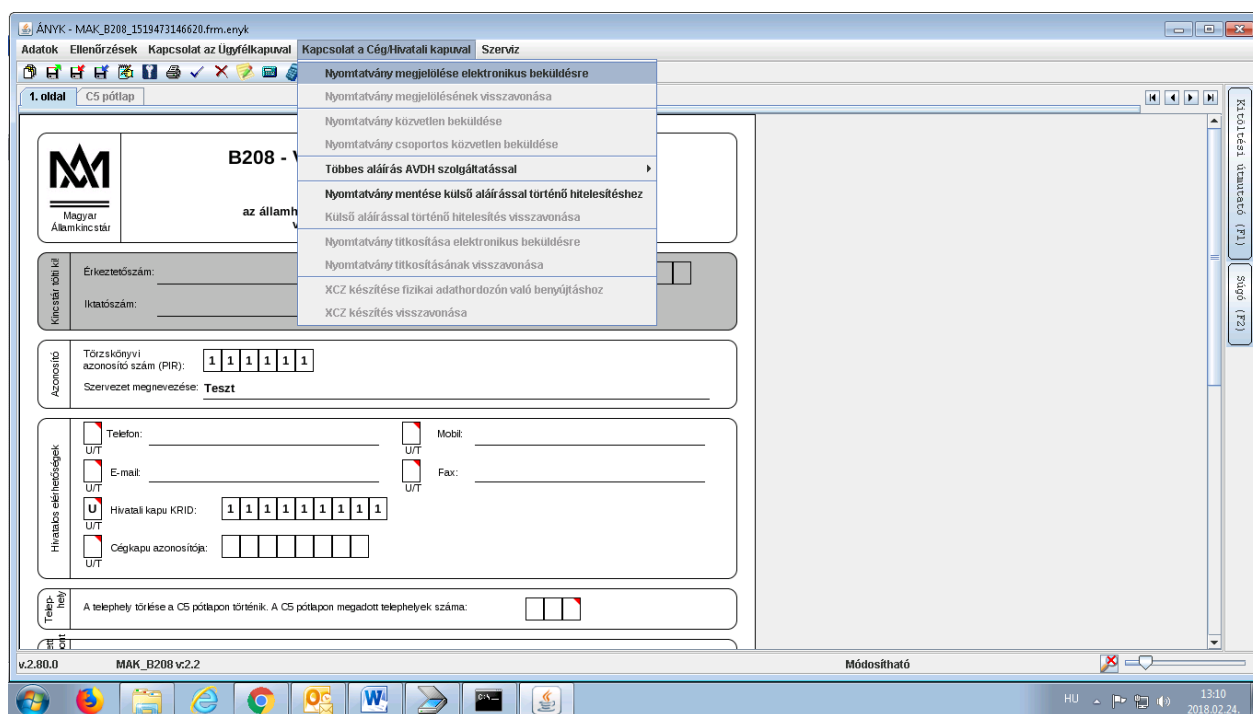 ÁNYK - MAK_B208_1519473146620.frm.enyk
Adatok Ellenőrzések Kapcsolat az Ügyfélkapuval Kapcsolat a Cég/Hivatali kapuval Szerviz
Nyomtatvány megjelölése elektronikus beküldésre
Nyomtatvány megjelölésének visszavonása
Nyomtatvány közvetlen beküldése
Nyomtatvány csoportos közvetlen beküldése
Többes aláírás AVDH szolgáltatással
Nyomtatvány mentése külső aláírással történő hitelesítéshez
Külső aláírással történő hitelesítés visszavonása
Nyomtatvány titkosítása elektronikus beküldésre
Nyomtatvány titkosításának visszavonása
XCZ készítése fizikai adathordozón való benyújtáshoz
XCZ készítés visszavonása
1. oldal C5 pótlap
Kitöltési útmutató (F1)
Súgó (F2)
Magyar
Államkincstár
B208 - V
az államh
v
Kincstár tölti ki!
Érkeztetőszám:
Iktatószám:
Azonosító
Törzskönyvi
azonosító szám (PIR): 1 1 1 1 1 1
Szervezet megnevezése: Teszt
Hivatalos elérhetőségek
Telefon: Mobil:
U/T U/T
E-mail: Fax:
U/T U/T
U Hivatali kapu KRID: 1 1 1 1 1 1 1 1 1
U/T
Cégkapu azonosítója:
U/T
Telep-
hely
A telephely törlése a C5 pótlapon történik. A C5 pótlapon megadott telephelyek száma:
v.2.80.0 MAK_B208 v:2.2 Módosítható
HU 13:10
2018.02.24.